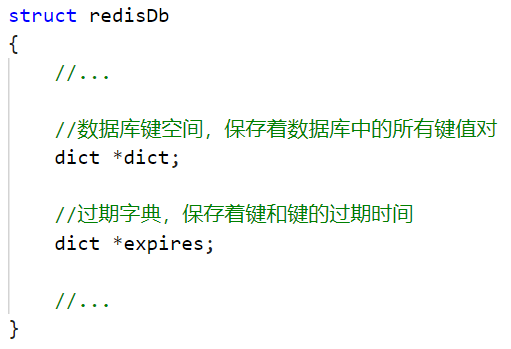 struct redisDb
{
//...
//数据库键空间，保存着数据库中的所有键值对
dict *dict;
//过期字典，保存着键和键的过期时间
dict *expires;
//...
}